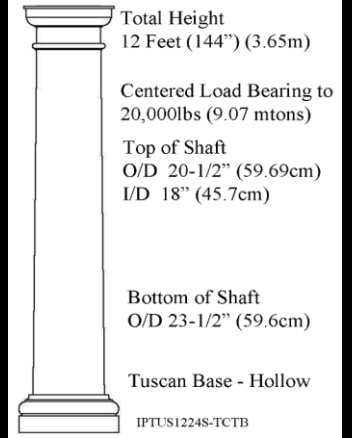 Total Height
12 Feet (144”) (3.65m)
Centered Load Bearing to
20,000lbs (9.07 mtons)
Top of Shaft
O/D 20-1/2” (59.69cm)
I/D 18” (45.7cm)
Bottom of Shaft
O/D 23-1/2” (59.6cm)
Tuscan Base - Hollow
IPTUS1224S-TCTB